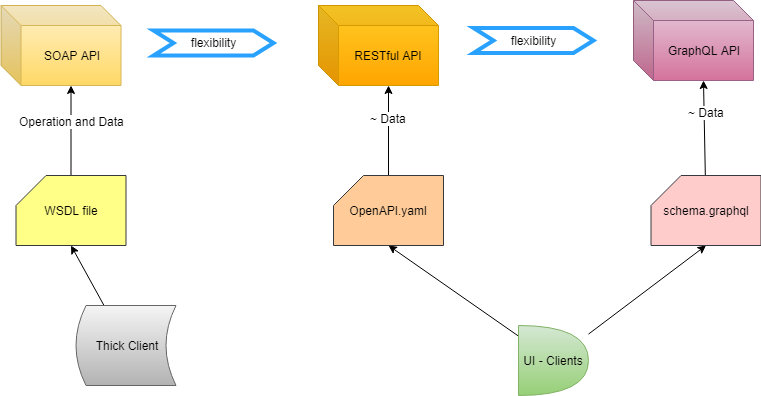 SOAP API
flexibility
RESTful API
flexibility
GraphQL API
Operation and Data
~ Data
~ Data
WSDL file
OpenAPI.yaml
schema.graphql
Thick Client
UI - Clients